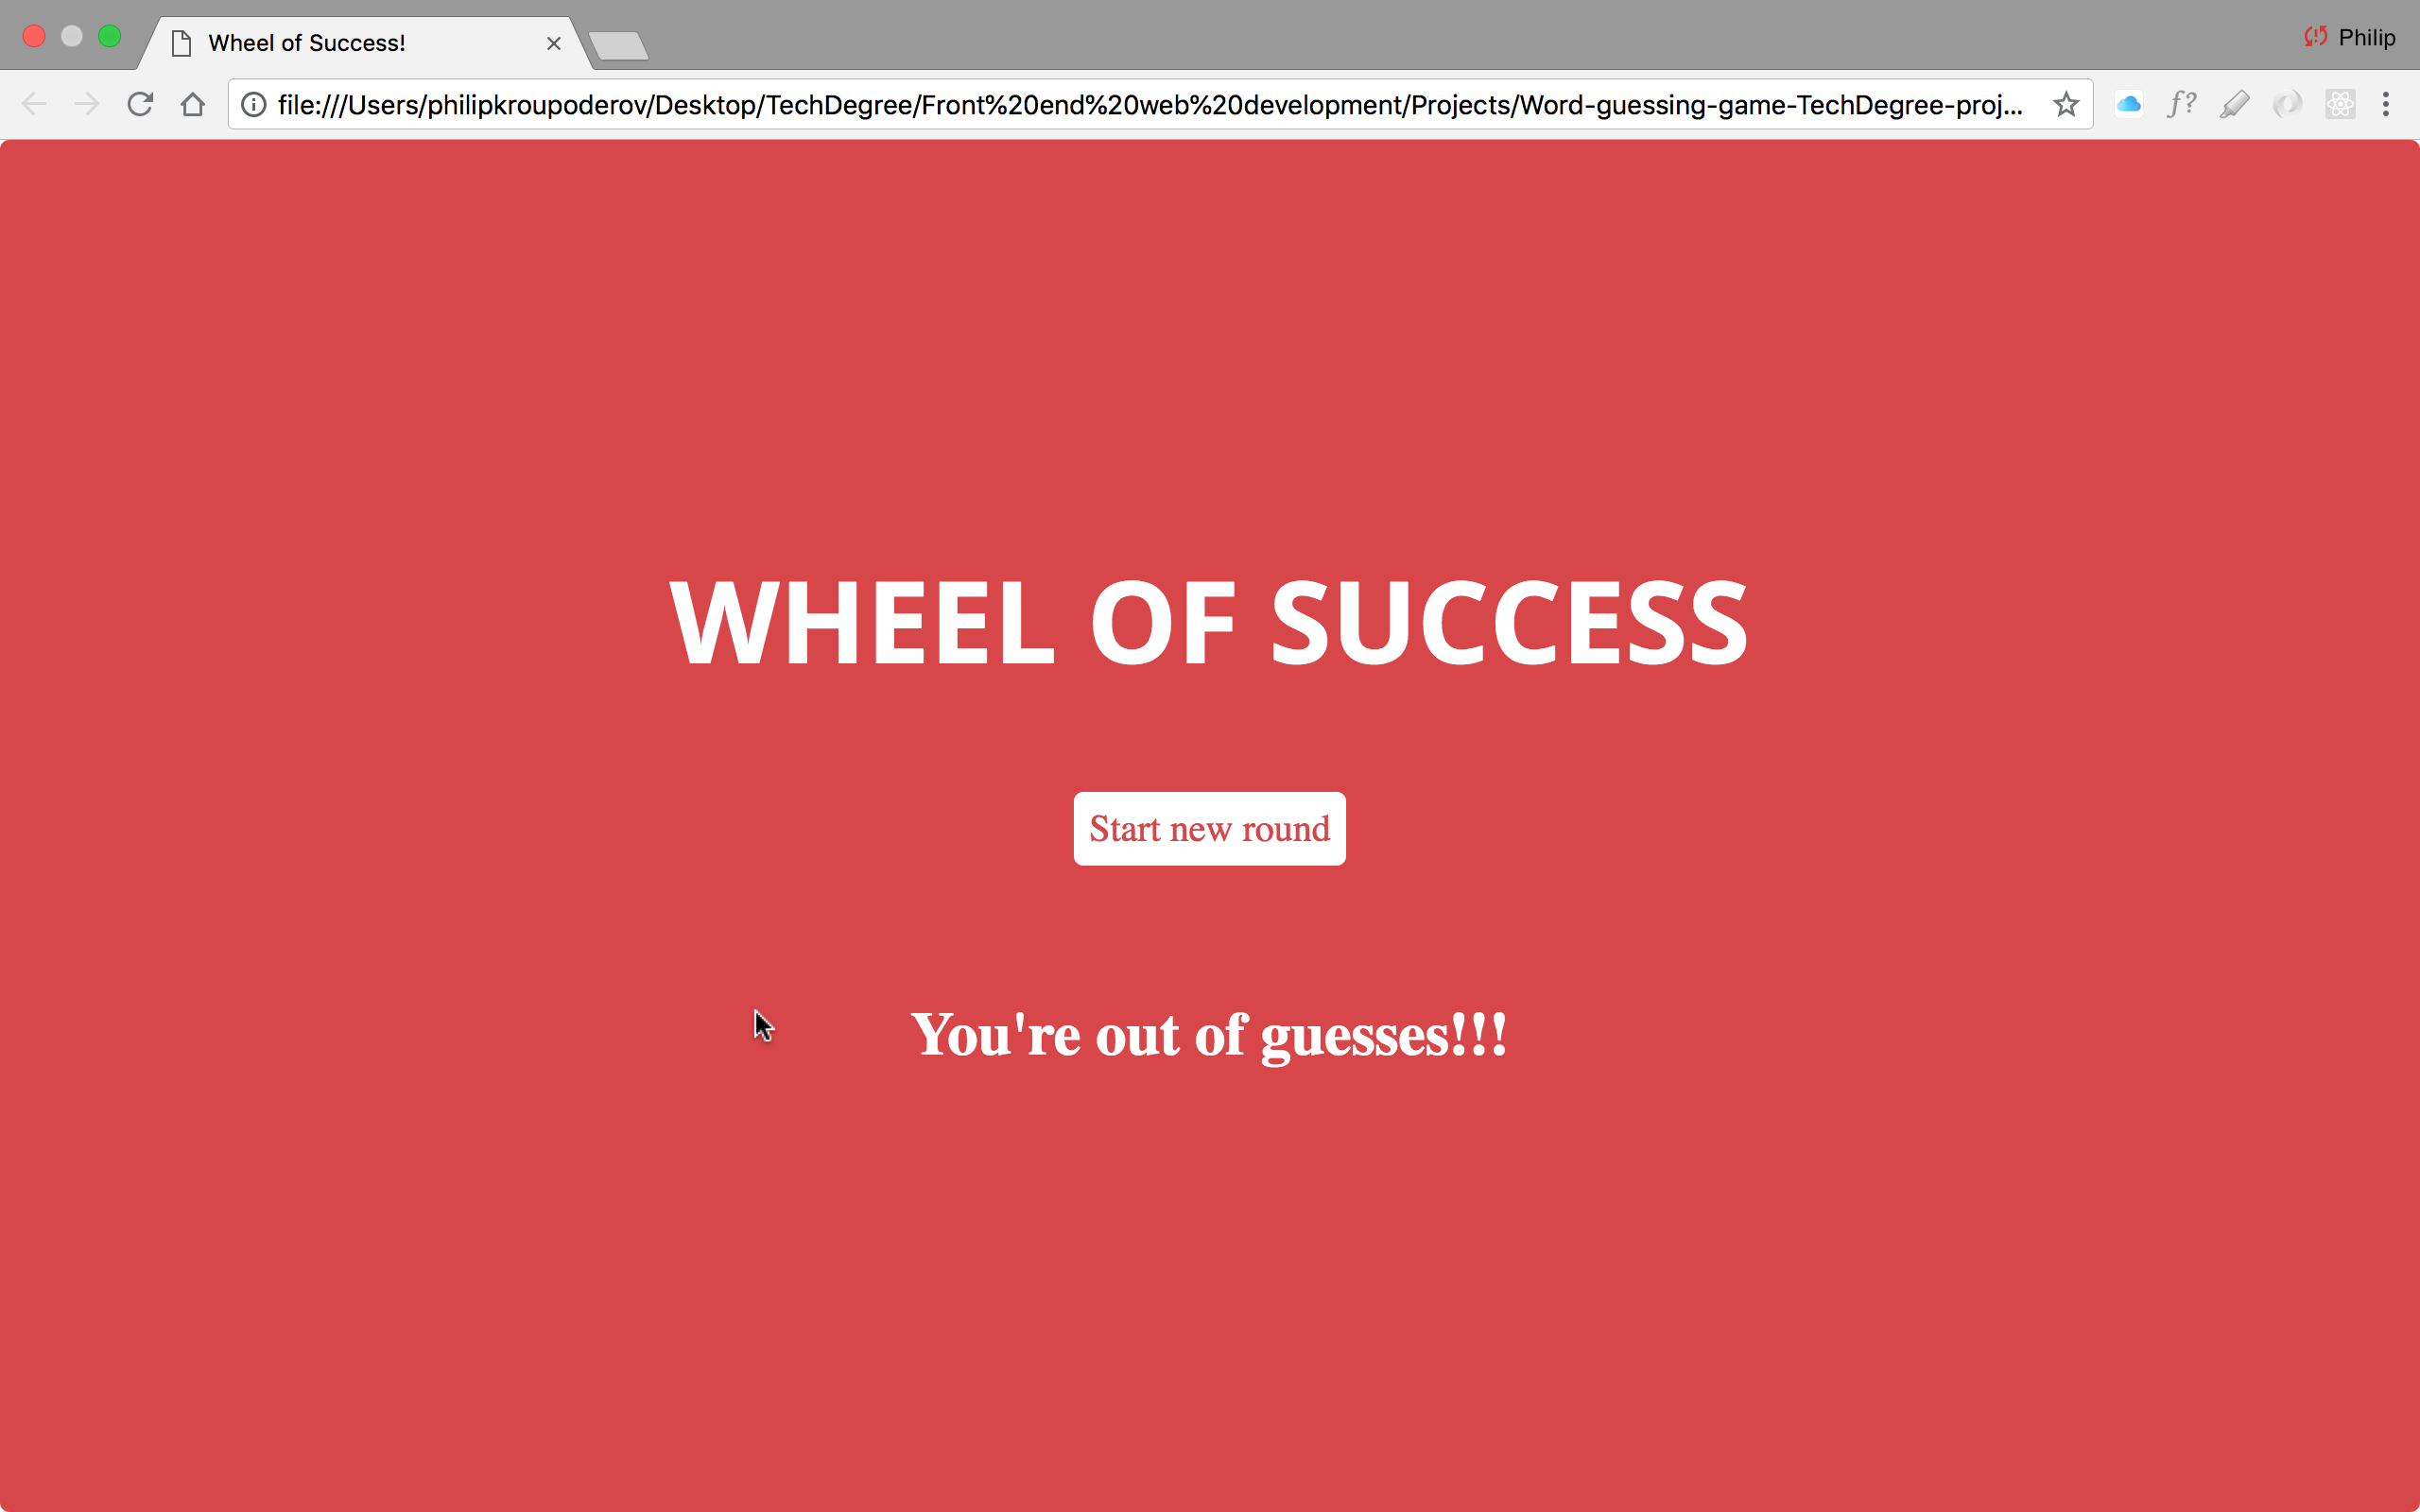 Wheel of Success!
Philip
file:///Users/philipkroupoderov/Desktop/TechDegree/Front%20end%20web%20development/Projects/Word-guessing-game-TechDegree-proj...
f?
WHEEL OF SUCCESS
Start new round
You're out of guesses!!!